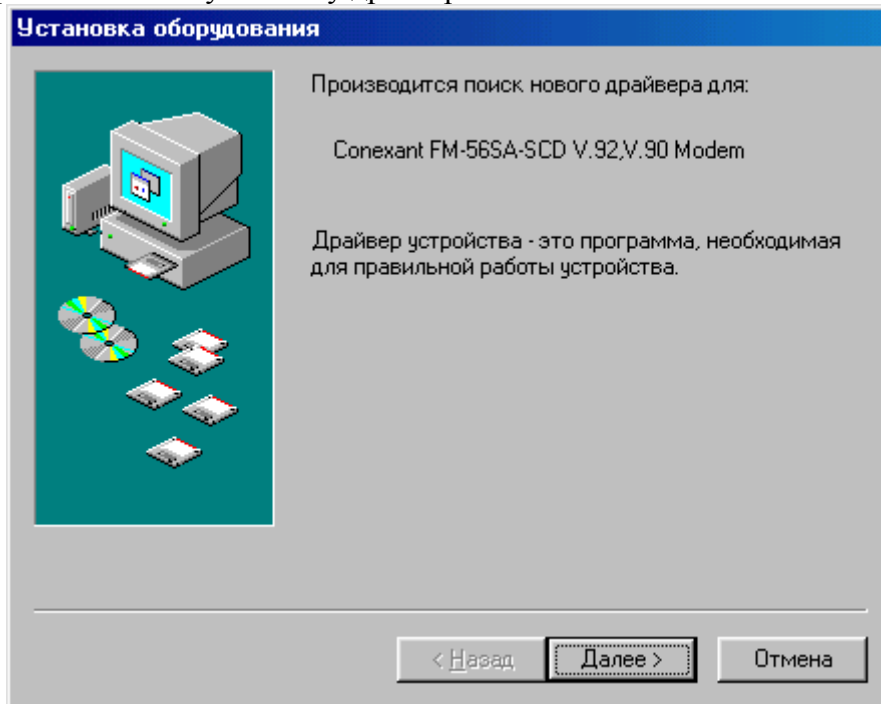 Установка оборудования
Производится поиск нового драйвера для:
Conexant FM-56SA-SCD V.92,V.90 Modem
Драйвер устройства - это программа, необходимая
для правильной работы устройства.
< Назад
Далее >
Отмена